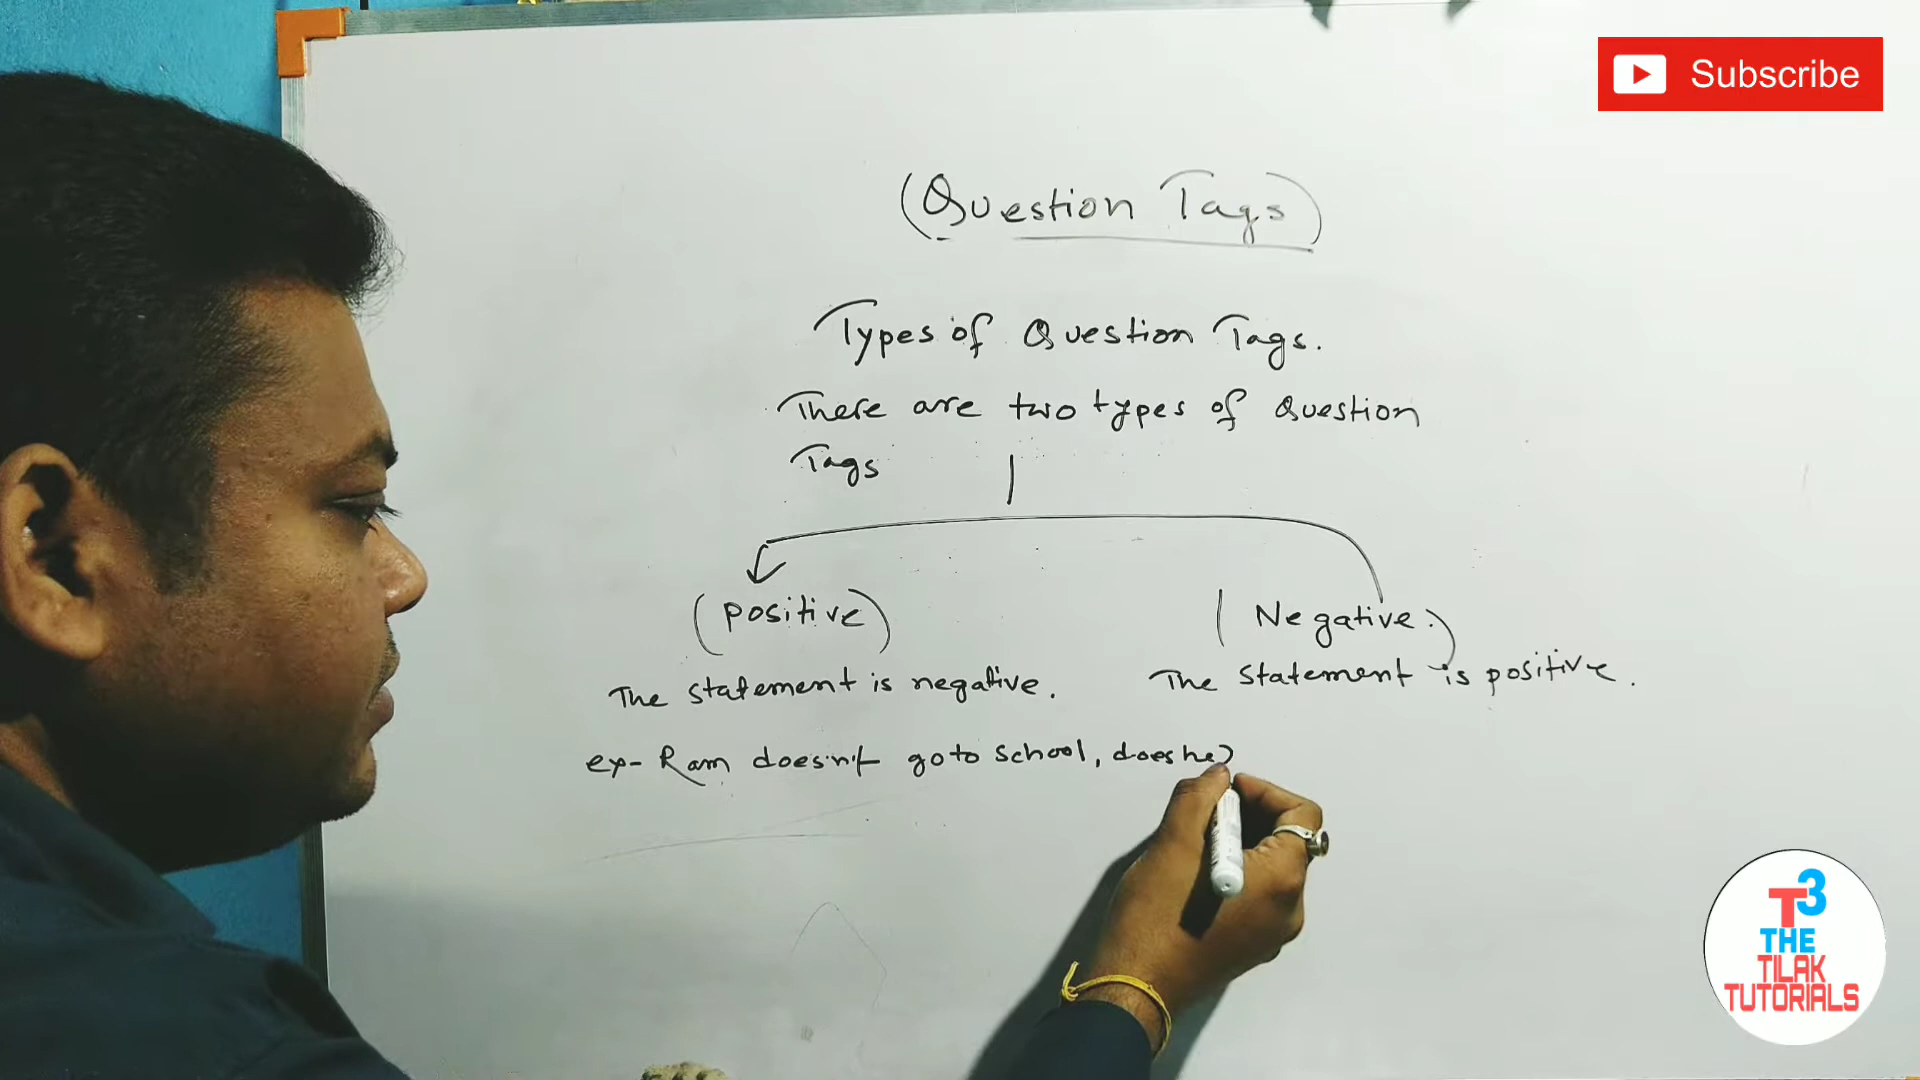 Subscribe
(Question Tags)
Types of Question Tags.
There are two types of Question
Tags
(positive)
(Negative.)
The statement is negative.
The statement is positive.
ex- Ram doesn't go to school, does he?
T3
THE
TILAK
TUTORIALS